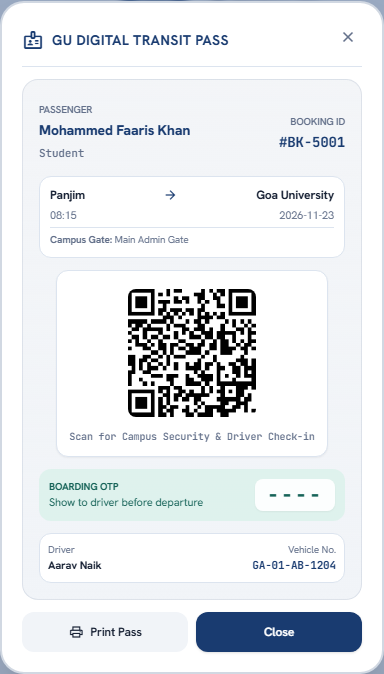 GU DIGITAL TRANSIT PASS
PASSENGER
Mohammed Faaris Khan
Student
BOOKING ID
#BK-5001
Panjim → Goa University
08:15 2026-11-23
Campus Gate: Main Admin Gate
Scan for Campus Security & Driver Check-in
BOARDING OTP
Show to driver before departure
----
Driver Vehicle No.
Aarav Naik GA-01-AB-1204
Print Pass
Close